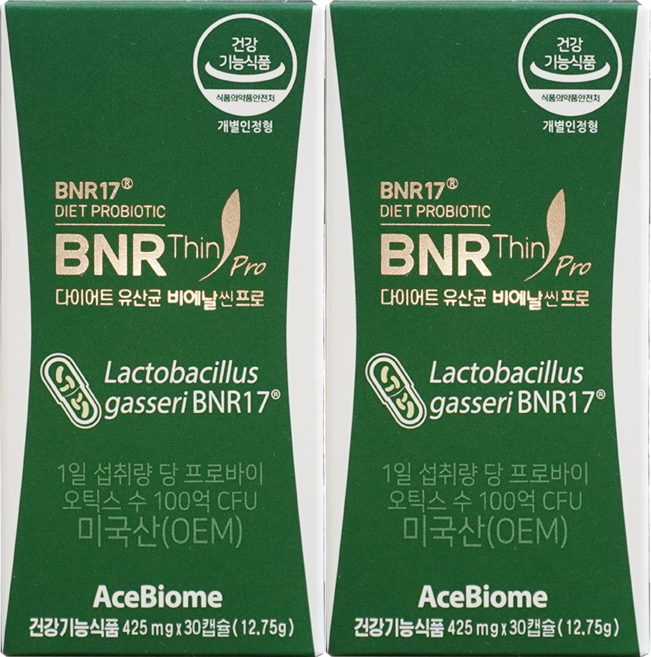 건강
기능식품
식품의약품안전처
개별인정형
BNR17®
DIET PROBIOTIC
BNR Thin Pro
다이어트 유산균 비에날씬 프로
Lactobacillus
gasseri BNR17®
1일 섭취량 당 프로바이
오틱스 수 100억 CFU
미국산(OEM)
AceBiome
건강기능식품 425 mg x 30캡슐(12.75g)
건강
기능식품
식품의약품안전처
개별인정형
BNR17®
DIET PROBIOTIC
BNR Thin Pro
다이어트 유산균 비에날씬 프로
Lactobacillus
gasseri BNR17®
1일 섭취량 당 프로바이
오틱스 수 100억 CFU
미국산(OEM)
AceBiome
건강기능식품 425 mg x 30캡슐(12.75g)